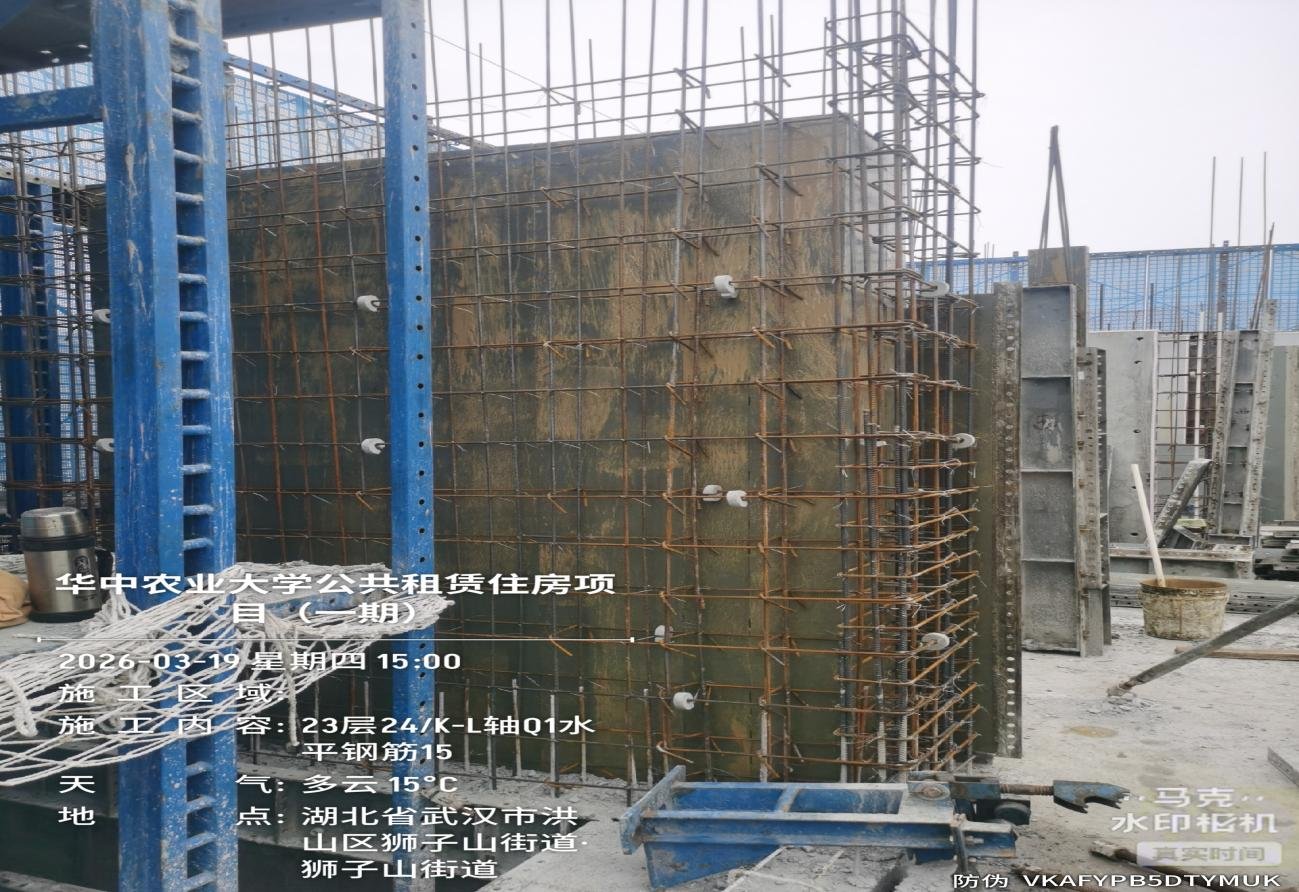 华中农业大学公共租赁住房项
目（一期）
2026-03-19 星期四 15:00
施工区域:
施工内容: 23层24/K-L轴Q1水
平钢筋15
天气: 多云 15°C
地点: 湖北省武汉市洪
山区狮子山街道·
狮子山街道
马克
水印相机
真实时间
防伪 VKAFYPB5DTYMUK